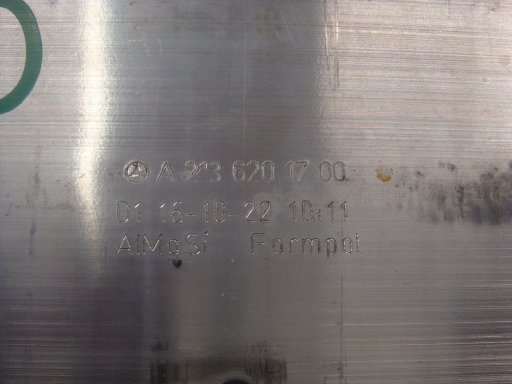 A 213 620 17 00
01 16-10-22 10:11
AlMgSi Formpol